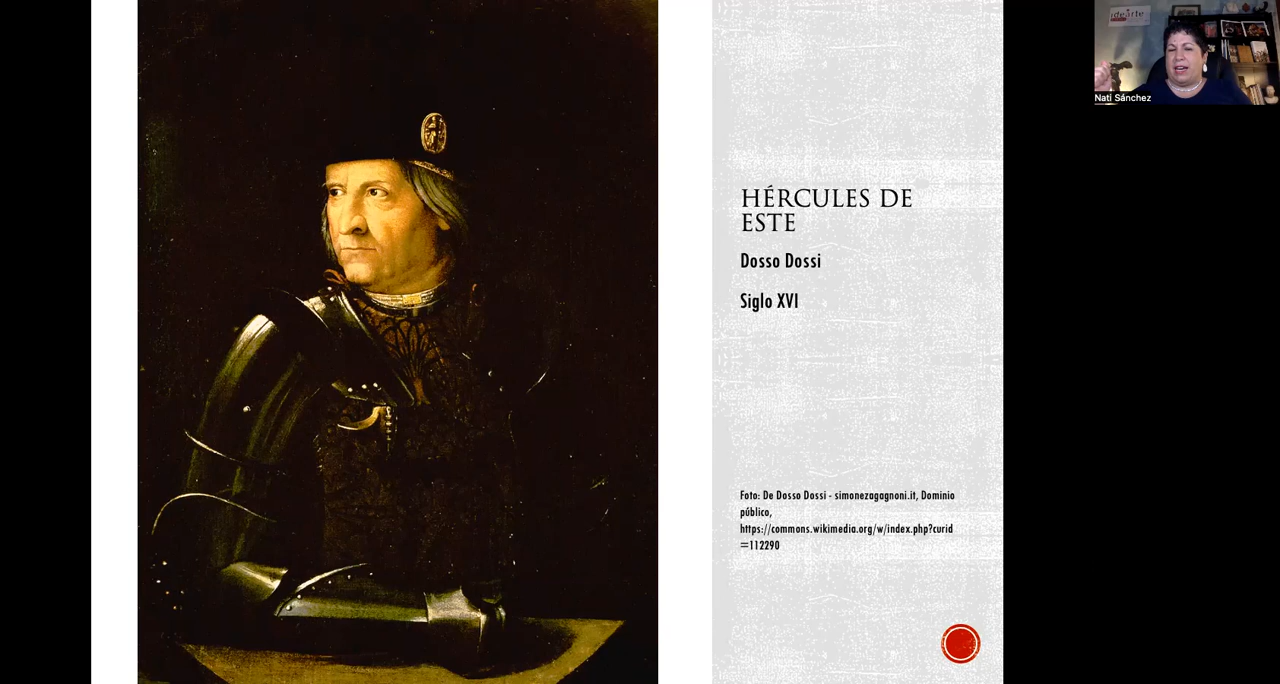 HÉRCULES DE
ESTE
Dosso Dossi
Siglo XVI
Foto: De Dosso Dossi - simonezagagnoni.it, Dominio
público,
https://commons.wikimedia.org/w/index.php?curid
=112290
idearte
Nati Sánchez